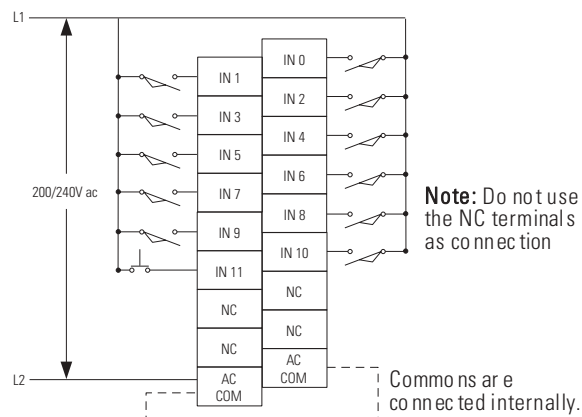 L1
IN 0
IN 1
IN 2
IN 3
IN 4
IN 5
IN 6
200/240V ac
IN 7
Note: Do not use
the NC terminals
as connection
IN 8
IN 9
IN 10
IN 11
NC
NC
NC
NC
AC
COM
L2
AC
COM
Commons are
connected internally.